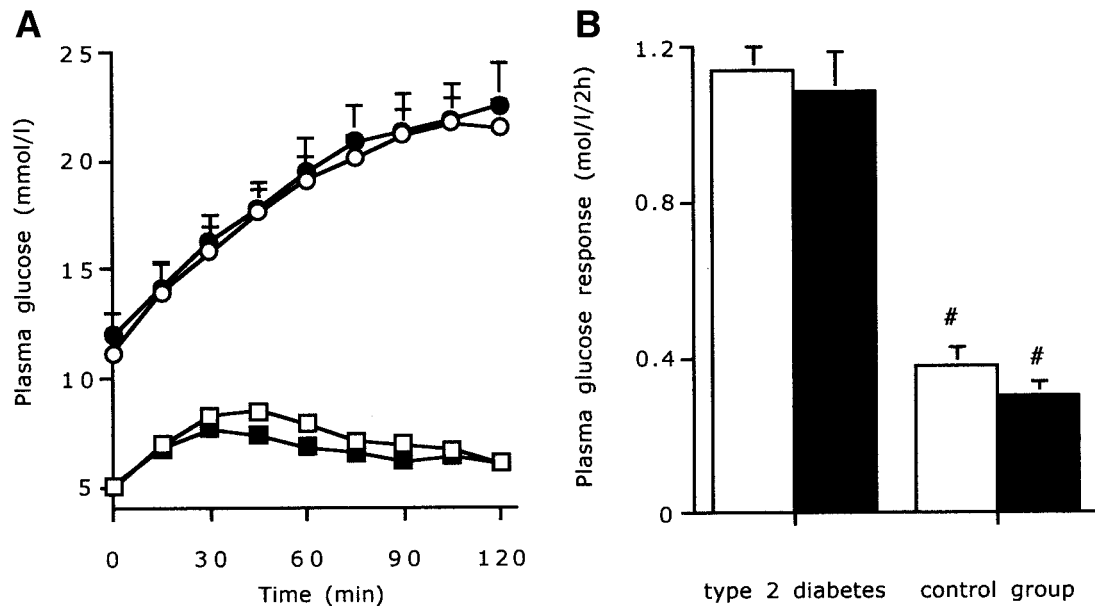 A
B
Plasma glucose (mmol/l)
25
20
15
10
5
0 30 60 90 120
Time (min)
Plasma glucose response (mol/l/2h)
1.2
0.8
0.4
0
#
#
type 2 diabetes control group